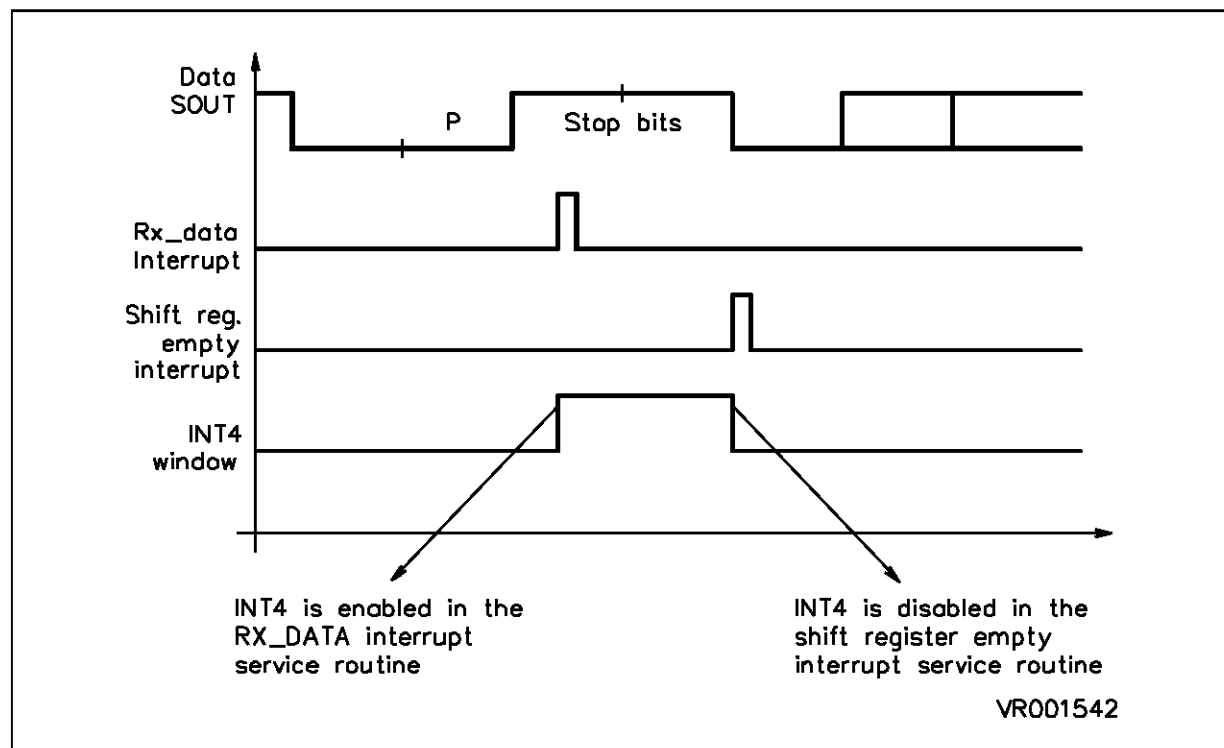 Data
SOUT
P
Stop bits
Rx_data
Interrupt
Shift reg.
empty
interrupt
INT4
window
INT4 is enabled in the
RX_DATA interrupt
service routine
INT4 is disabled in the
shift register empty
interrupt service routine
VR001542